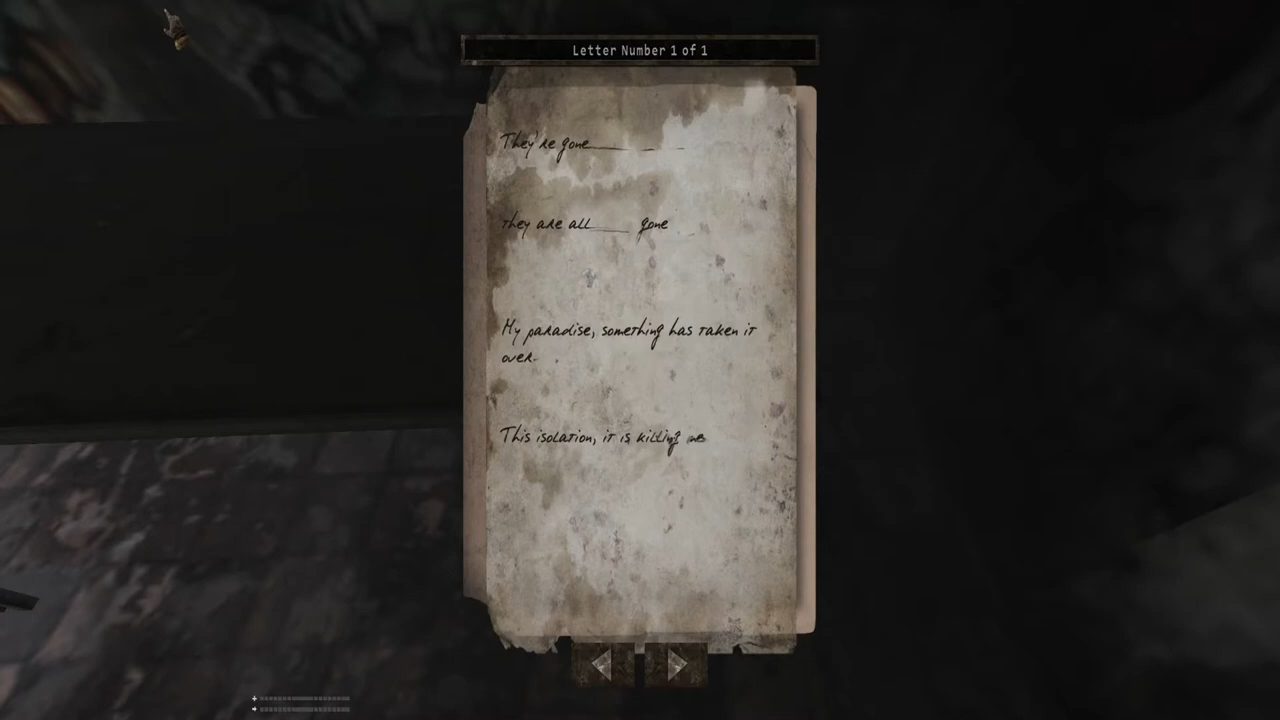 Letter Number 1 of 1
They're gone
they are all gone
My paradise, something has taken it
over
This isolation, it is killing me